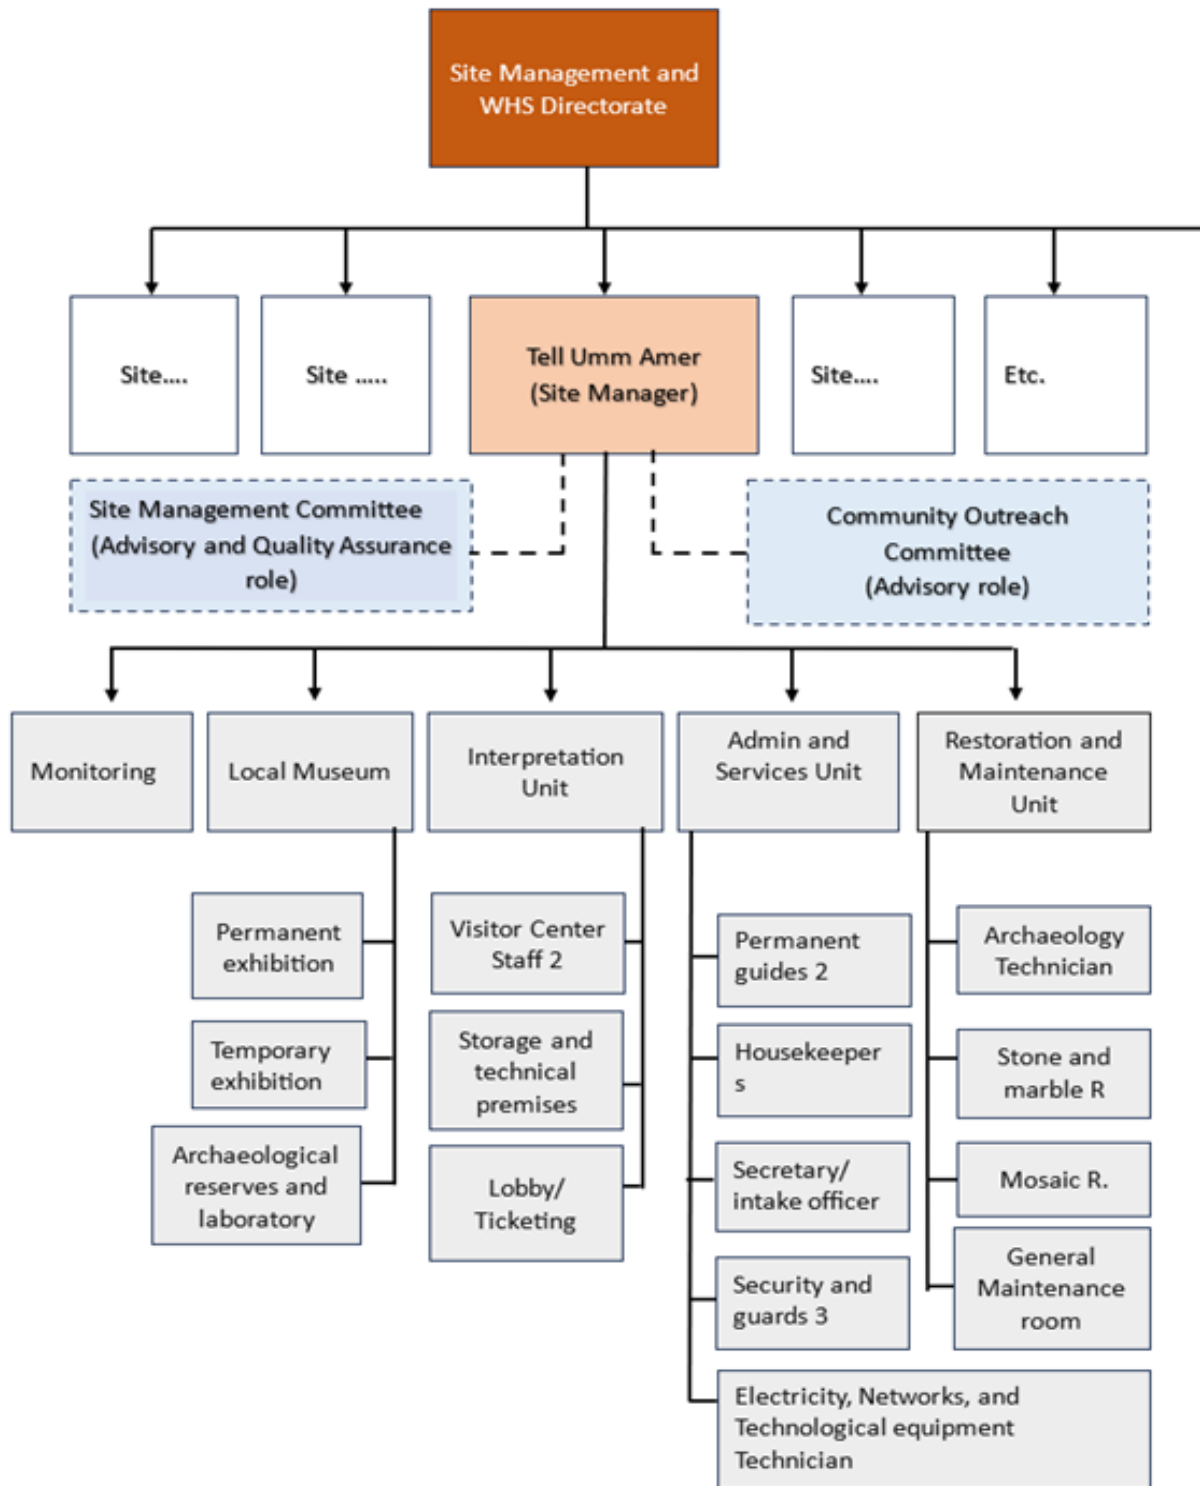 Site Management and
WHS Directorate
Site....
Site .....
Tell Umm Amer
(Site Manager)
Site....
Etc.
Site Management Committee
(Advisory and Quality Assurance
role)
Community Outreach
Committee
(Advisory role)
Monitoring
Local Museum
Interpretation
Unit
Admin and
Services Unit
Restoration and
Maintenance
Unit
Permanent
exhibition
Temporary
exhibition
Archaeological
reserves and
laboratory
Visitor Center
Staff 2
Storage and
technical
premises
Lobby/
Ticketing
Permanent
guides 2
Housekeeper
s
Secretary/
intake officer
Security and
guards 3
Electricity, Networks, and
Technological equipment
Technician
Archaeology
Technician
Stone and
marble R
Mosaic R.
General
Maintenance
room